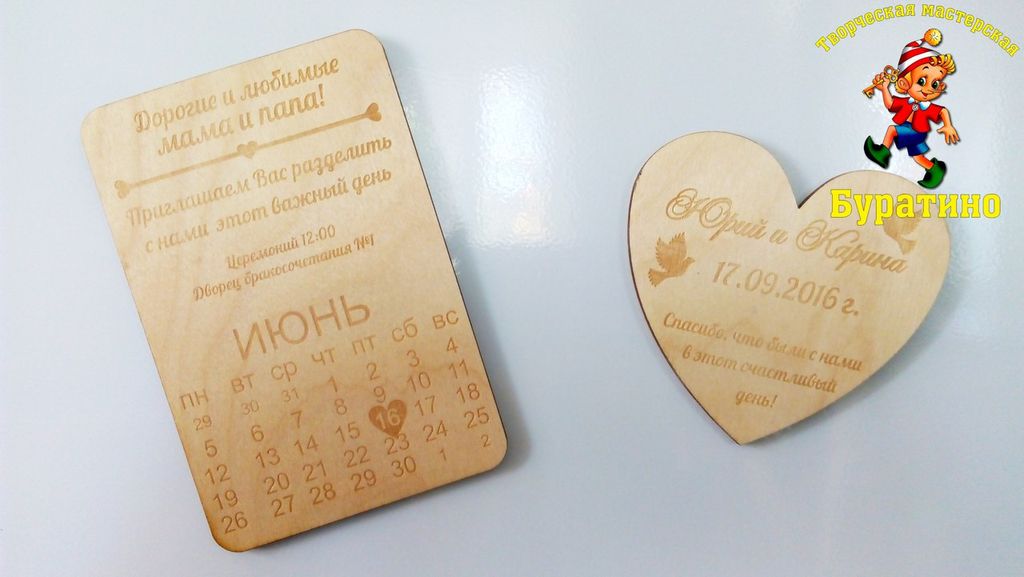 Дорогие и любимые
мама и папа!
Приглашаем Вас разделить
с нами этот важный день
Церемоний 12:00
Дворец бракосочетания №1
ИЮНЬ
пн вт ср чт пт сб вс
29 30 31 1 2 3 4
5 6 7 8 9 10 11
12 13 14 15 16 17 18
19 20 21 22 23 24 25
26 27 28 29 30 1 2
Юрий и Карина
17.09.2016 г.
Спасибо, что были с нами
в этот счастливый
день!
Творческая мастерская
Буратино